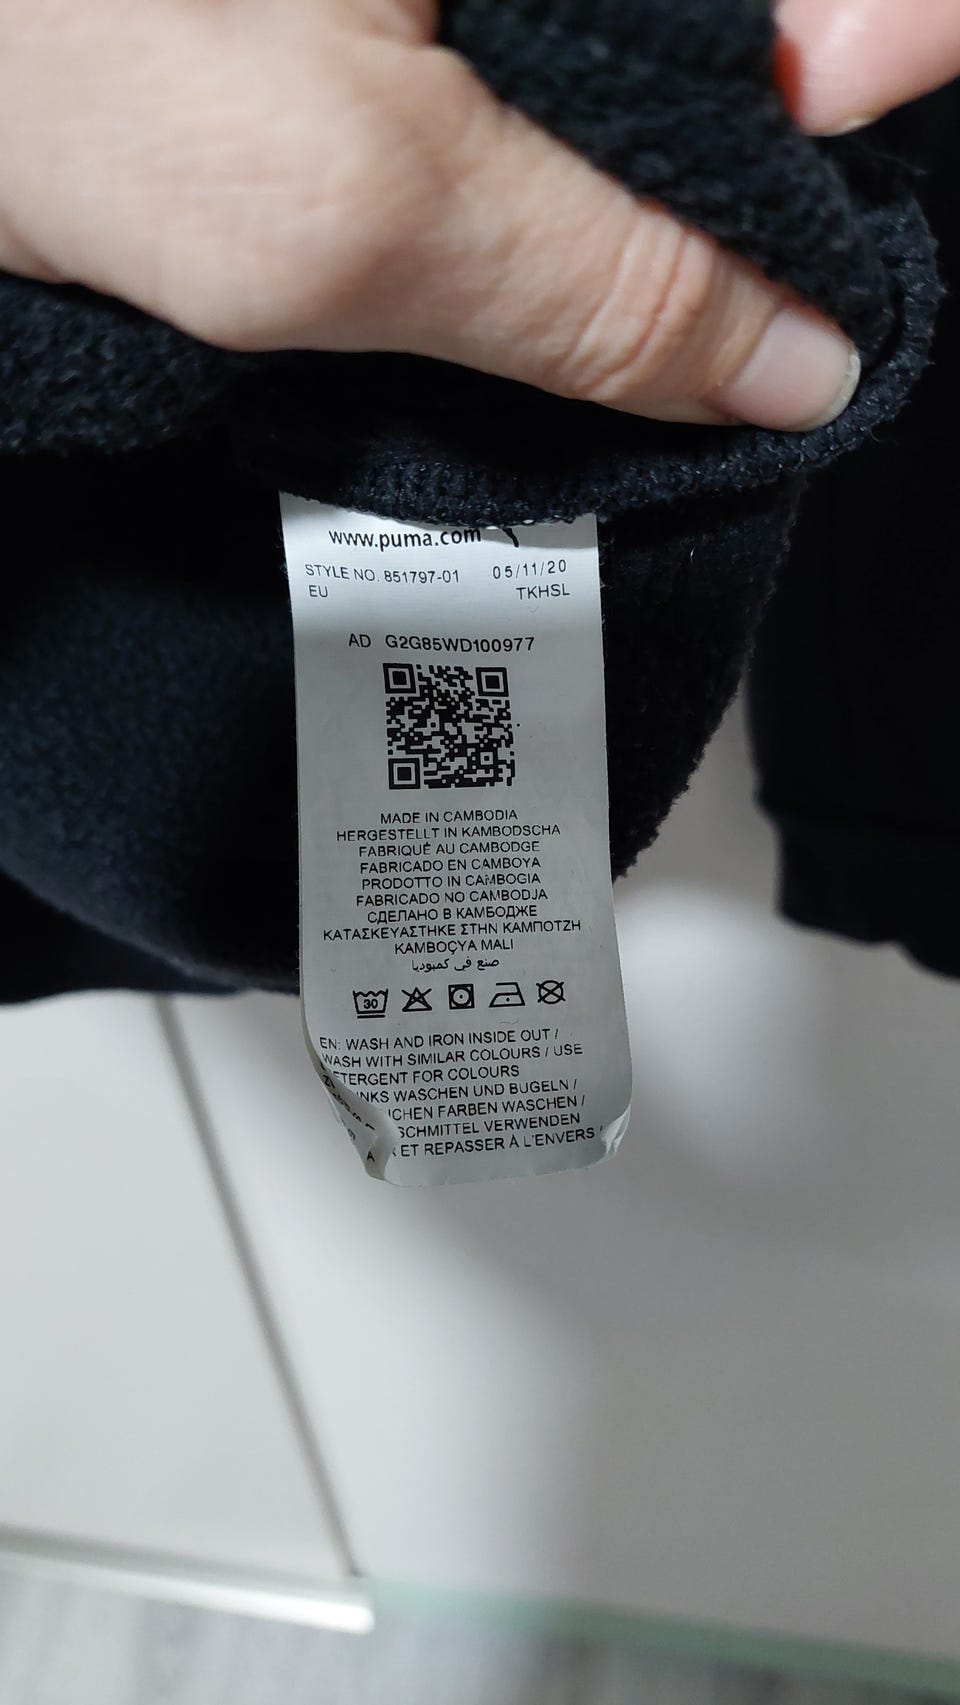 www.puma.com
STYLE NO. 851797-01 05/11/20
EU TKHSL
AD G2G85WD100977
MADE IN CAMBODIA
HERGESTELLT IN KAMBODSCHA
FABRIQUÉ AU CAMBODGE
FABRICADO EN CAMBOYA
PRODOTTO IN CAMBOGIA
FABRICADO NO CAMBODJA
СДЕЛАНО В КАМБОДЖЕ
ΚΑΤΑΣΚΕΥΑΣΤΗΚΕ ΣΤΗΝ ΚΑΜΠΟΤΖΗ
KAMBOÇYA MALI
صنع في كمبوديا
30
EN: WASH AND IRON INSIDE OUT /
WASH WITH SIMILAR COLOURS / USE
ETERGENT FOR COLOURS
INKS WASCHEN UND BUGELN /
ICHEN FARBEN WASCHEN /
SCHMITTEL VERWENDEN
ET REPASSER À L'ENVERS /